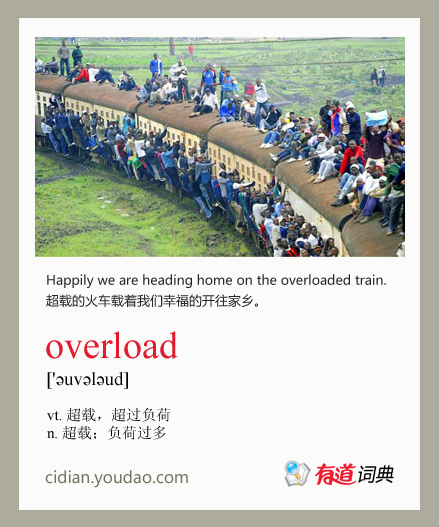 Happily we are heading home on the overloaded train.
超载的火车载着我们幸福的开往家乡。
overload
['əuvələud]
vt. 超载，超过负荷
n. 超载；负荷过多
cidian.youdao.com
有道词典